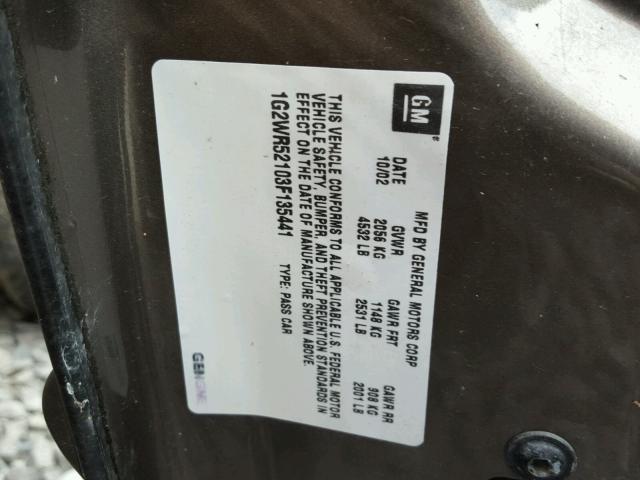 GM
MFD BY GENERAL MOTORS CORP
DATE GVWR GAWR FRT GAWR RR
10/02 2056 KG 1148 KG 908 KG
4532 LB 2531 LB 2001 LB
THIS VEHICLE CONFORMS TO ALL APPLICABLE U.S. FEDERAL MOTOR
VEHICLE SAFETY, BUMPER, AND THEFT PREVENTION STANDARDS IN
EFFECT ON THE DATE OF MANUFACTURE SHOWN ABOVE.
1G2WR52103F135441 TYPE: PASS CAR